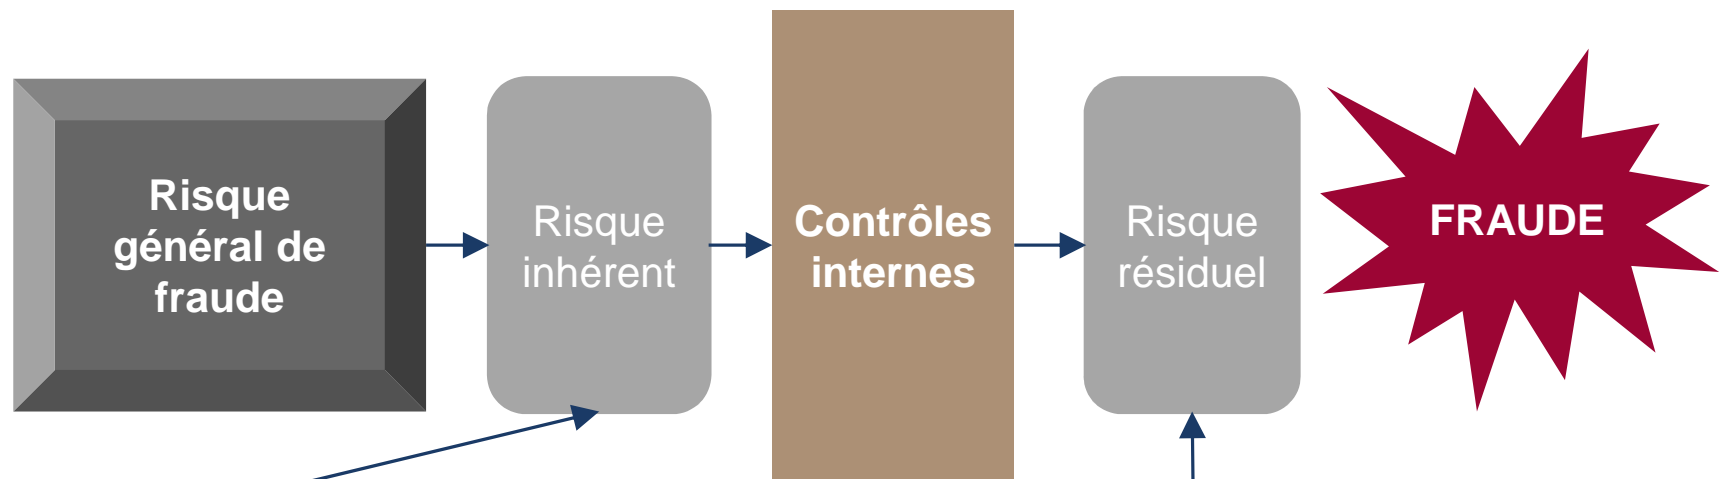 Risque
général de
fraude
Risque
inhérent
Contrôles
internes
Risque
résiduel
FRAUDE